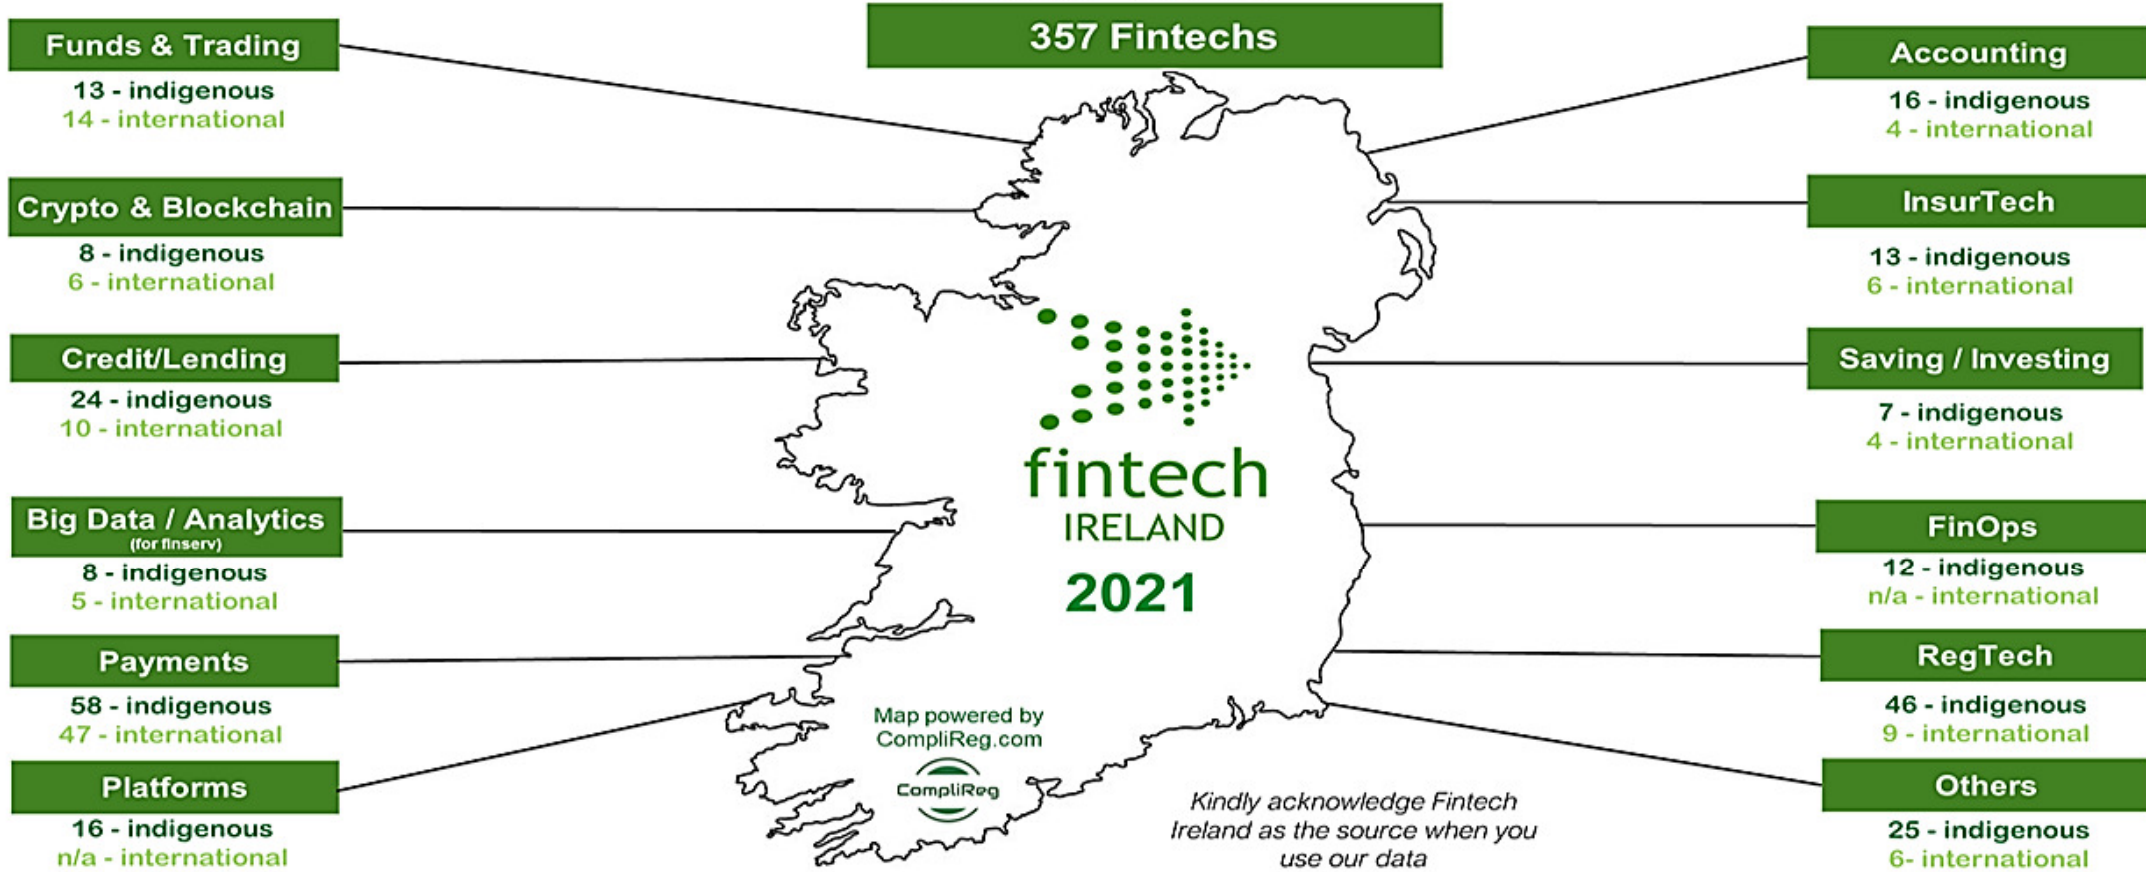 357 Fintechs
Funds & Trading
13 - indigenous
14 - international
Crypto & Blockchain
8 - indigenous
6 - international
Credit/Lending
24 - indigenous
10 - international
Big Data / Analytics
(for finserv)
8 - indigenous
5 - international
Payments
58 - indigenous
47 - international
Platforms
16 - indigenous
n/a - international
fintech
IRELAND
2021
Map powered by
CompliReg.com
CompliReg
Kindly acknowledge Fintech
Ireland as the source when you
use our data
Accounting
16 - indigenous
4 - international
InsurTech
13 - indigenous
6 - international
Saving / Investing
7 - indigenous
4 - international
FinOps
12 - indigenous
n/a - international
RegTech
46 - indigenous
9 - international
Others
25 - indigenous
6- international